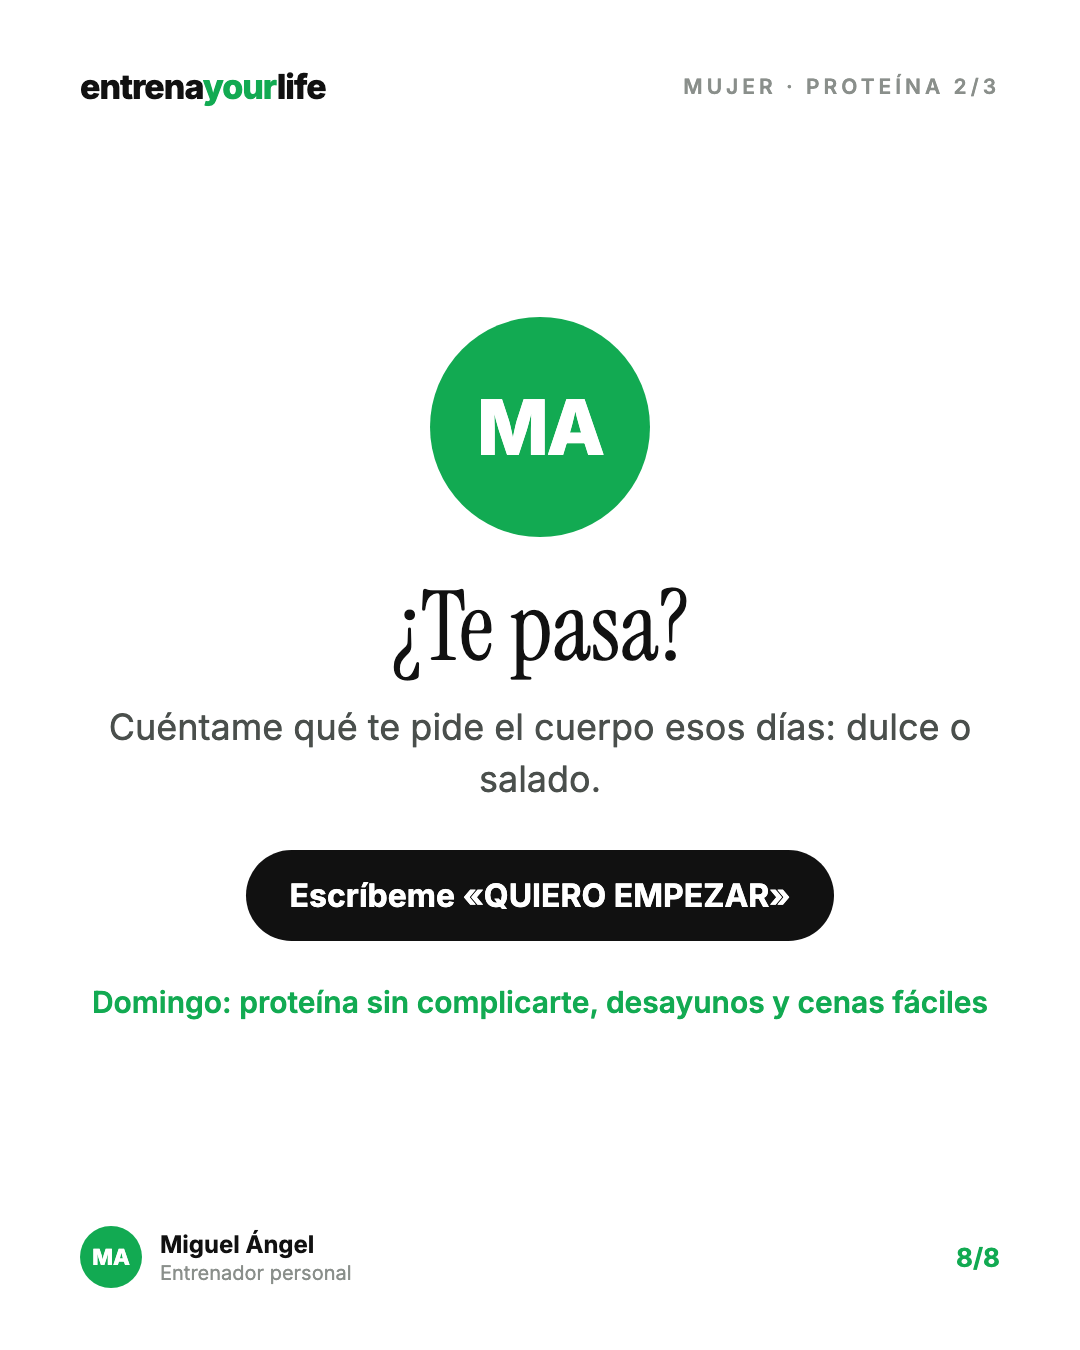 entrenayourlife
MUJER · PROTEÍNA 2/3
MA
¿Te pasa?
Cuéntame qué te pide el cuerpo esos días: dulce o
salado.
Escríbeme «QUIERO EMPEZAR»
Domingo: proteína sin complicarte, desayunos y cenas fáciles
MA
Miguel Ángel
Entrenador personal
8/8